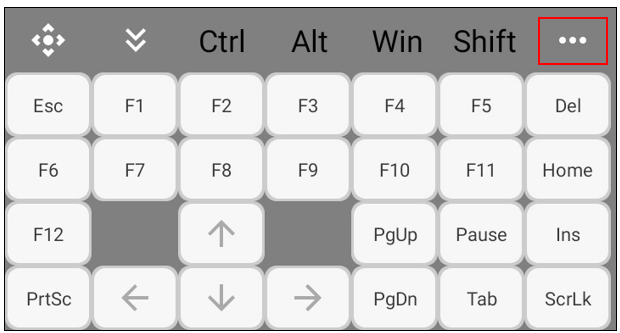 Ctrl Alt Win Shift
Esc F1 F2 F3 F4 F5 Del
F6 F7 F8 F9 F10 F11 Home
F12 PgUp Pause Ins
PrtSc PgDn Tab ScrLk